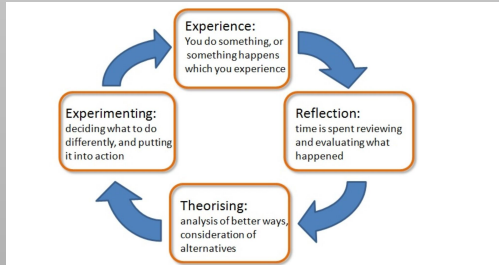 Experience:
You do something, or
something happens
which you experience
Reflection:
time is spent reviewing
and evaluating what
happened
Theorising:
analysis of better ways,
consideration of
alternatives
Experimenting:
deciding what to do
differently, and putting
it into action